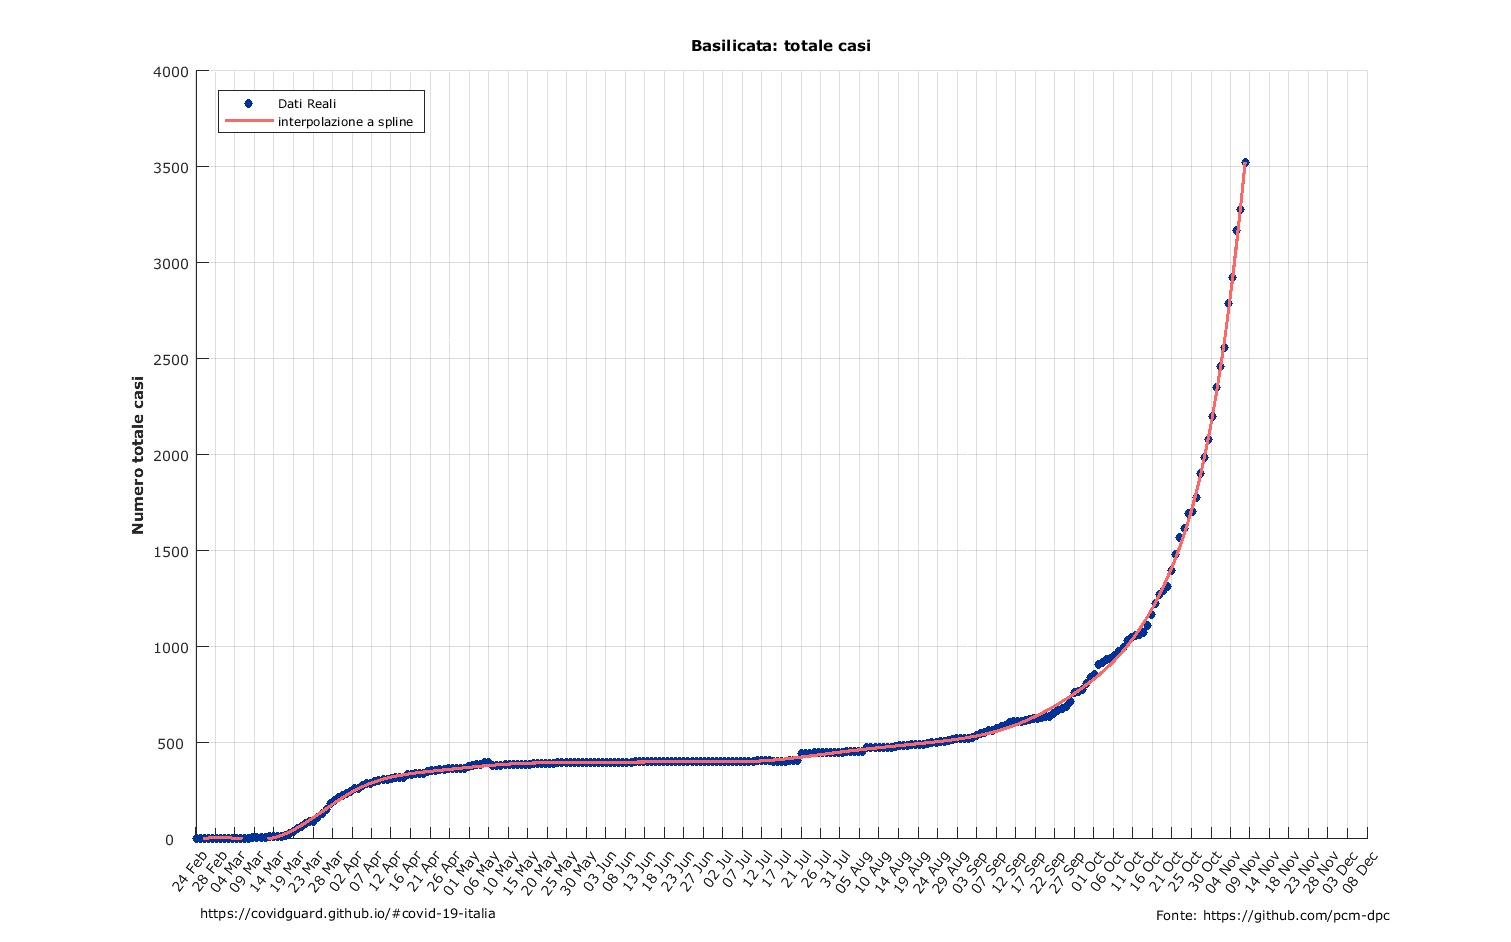 Basilicata: totale casi
Dati Reali
interpolazione a spline
Numero totale casi
4000
3500
3000
2500
2000
1500
1000
500
0
24 Feb
28 Feb
04 Mar
09 Mar
14 Mar
19 Mar
23 Mar
28 Mar
02 Apr
07 Apr
12 Apr
16 Apr
21 Apr
26 Apr
01 May
06 May
10 May
15 May
20 May
25 May
30 May
03 Jun
08 Jun
13 Jun
18 Jun
23 Jun
27 Jun
02 Jul
07 Jul
12 Jul
17 Jul
21 Jul
26 Jul
31 Jul
05 Aug
10 Aug
14 Aug
19 Aug
24 Aug
29 Aug
03 Sep
07 Sep
12 Sep
17 Sep
22 Sep
27 Sep
01 Oct
06 Oct
11 Oct
16 Oct
21 Oct
25 Oct
30 Oct
04 Nov
09 Nov
14 Nov
18 Nov
23 Nov
28 Nov
03 Dec
08 Dec
https://covidguard.github.io/#covid-19-italia
Fonte: https://github.com/pcm-dpc